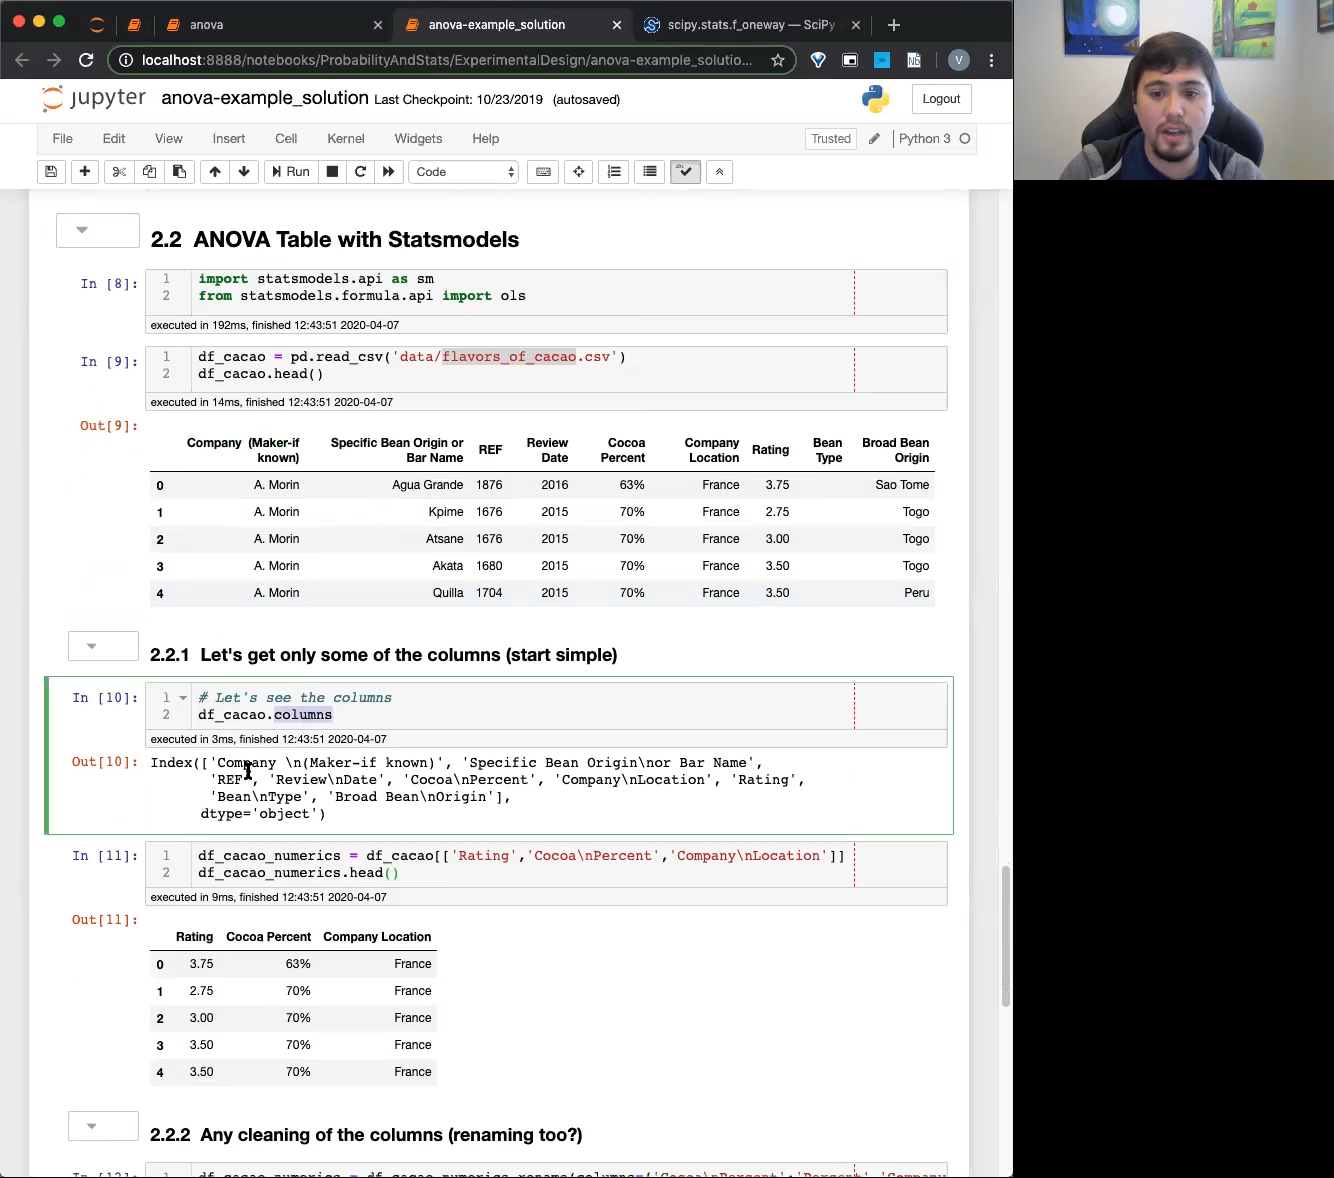 anova
anova-example_solution
scipy.stats.f_oneway — SciPy
localhost:8888/notebooks/ProbabilityAndStats/ExperimentalDesign/anova-example_solutio...
V
jupyter anova-example_solution Last Checkpoint: 10/23/2019 (autosaved)
Logout
File Edit View Insert Cell Kernel Widgets Help
Trusted Python 3
Run Code
2.2 ANOVA Table with Statsmodels
In [8]:
1 import statsmodels.api as sm
2 from statsmodels.formula.api import ols
executed in 192ms, finished 12:43:51 2020-04-07
In [9]:
1 df_cacao = pd.read_csv('data/flavors_of_cacao.csv')
2 df_cacao.head()
executed in 14ms, finished 12:43:51 2020-04-07
Out[9]:
Company (Maker-if known) Specific Bean Origin or Bar Name REF Review Date Cocoa Percent Company Location Rating Bean Type Broad Bean Origin
0 A. Morin Agua Grande 1876 2016 63% France 3.75 Sao Tome
1 A. Morin Kpime 1676 2015 70% France 2.75 Togo
2 A. Morin Atsane 1676 2015 70% France 3.00 Togo
3 A. Morin Akata 1680 2015 70% France 3.50 Togo
4 A. Morin Quilla 1704 2015 70% France 3.50 Peru
2.2.1 Let's get only some of the columns (start simple)
In [10]:
1 # Let's see the columns
2 df_cacao.columns
executed in 3ms, finished 12:43:51 2020-04-07
Out[10]:
Index(['Company \n(Maker-if known)', 'Specific Bean Origin\nor Bar Name',
'REF', 'Review\nDate', 'Cocoa\nPercent', 'Company\nLocation', 'Rating',
'Bean\nType', 'Broad Bean\nOrigin'],
dtype='object')
In [11]:
1 df_cacao_numerics = df_cacao[['Rating','Cocoa\nPercent','Company\nLocation']]
2 df_cacao_numerics.head()
executed in 9ms, finished 12:43:51 2020-04-07
Out[11]:
Rating Cocoa Percent Company Location
0 3.75 63% France
1 2.75 70% France
2 3.00 70% France
3 3.50 70% France
4 3.50 70% France
2.2.2 Any cleaning of the columns (renaming too?)